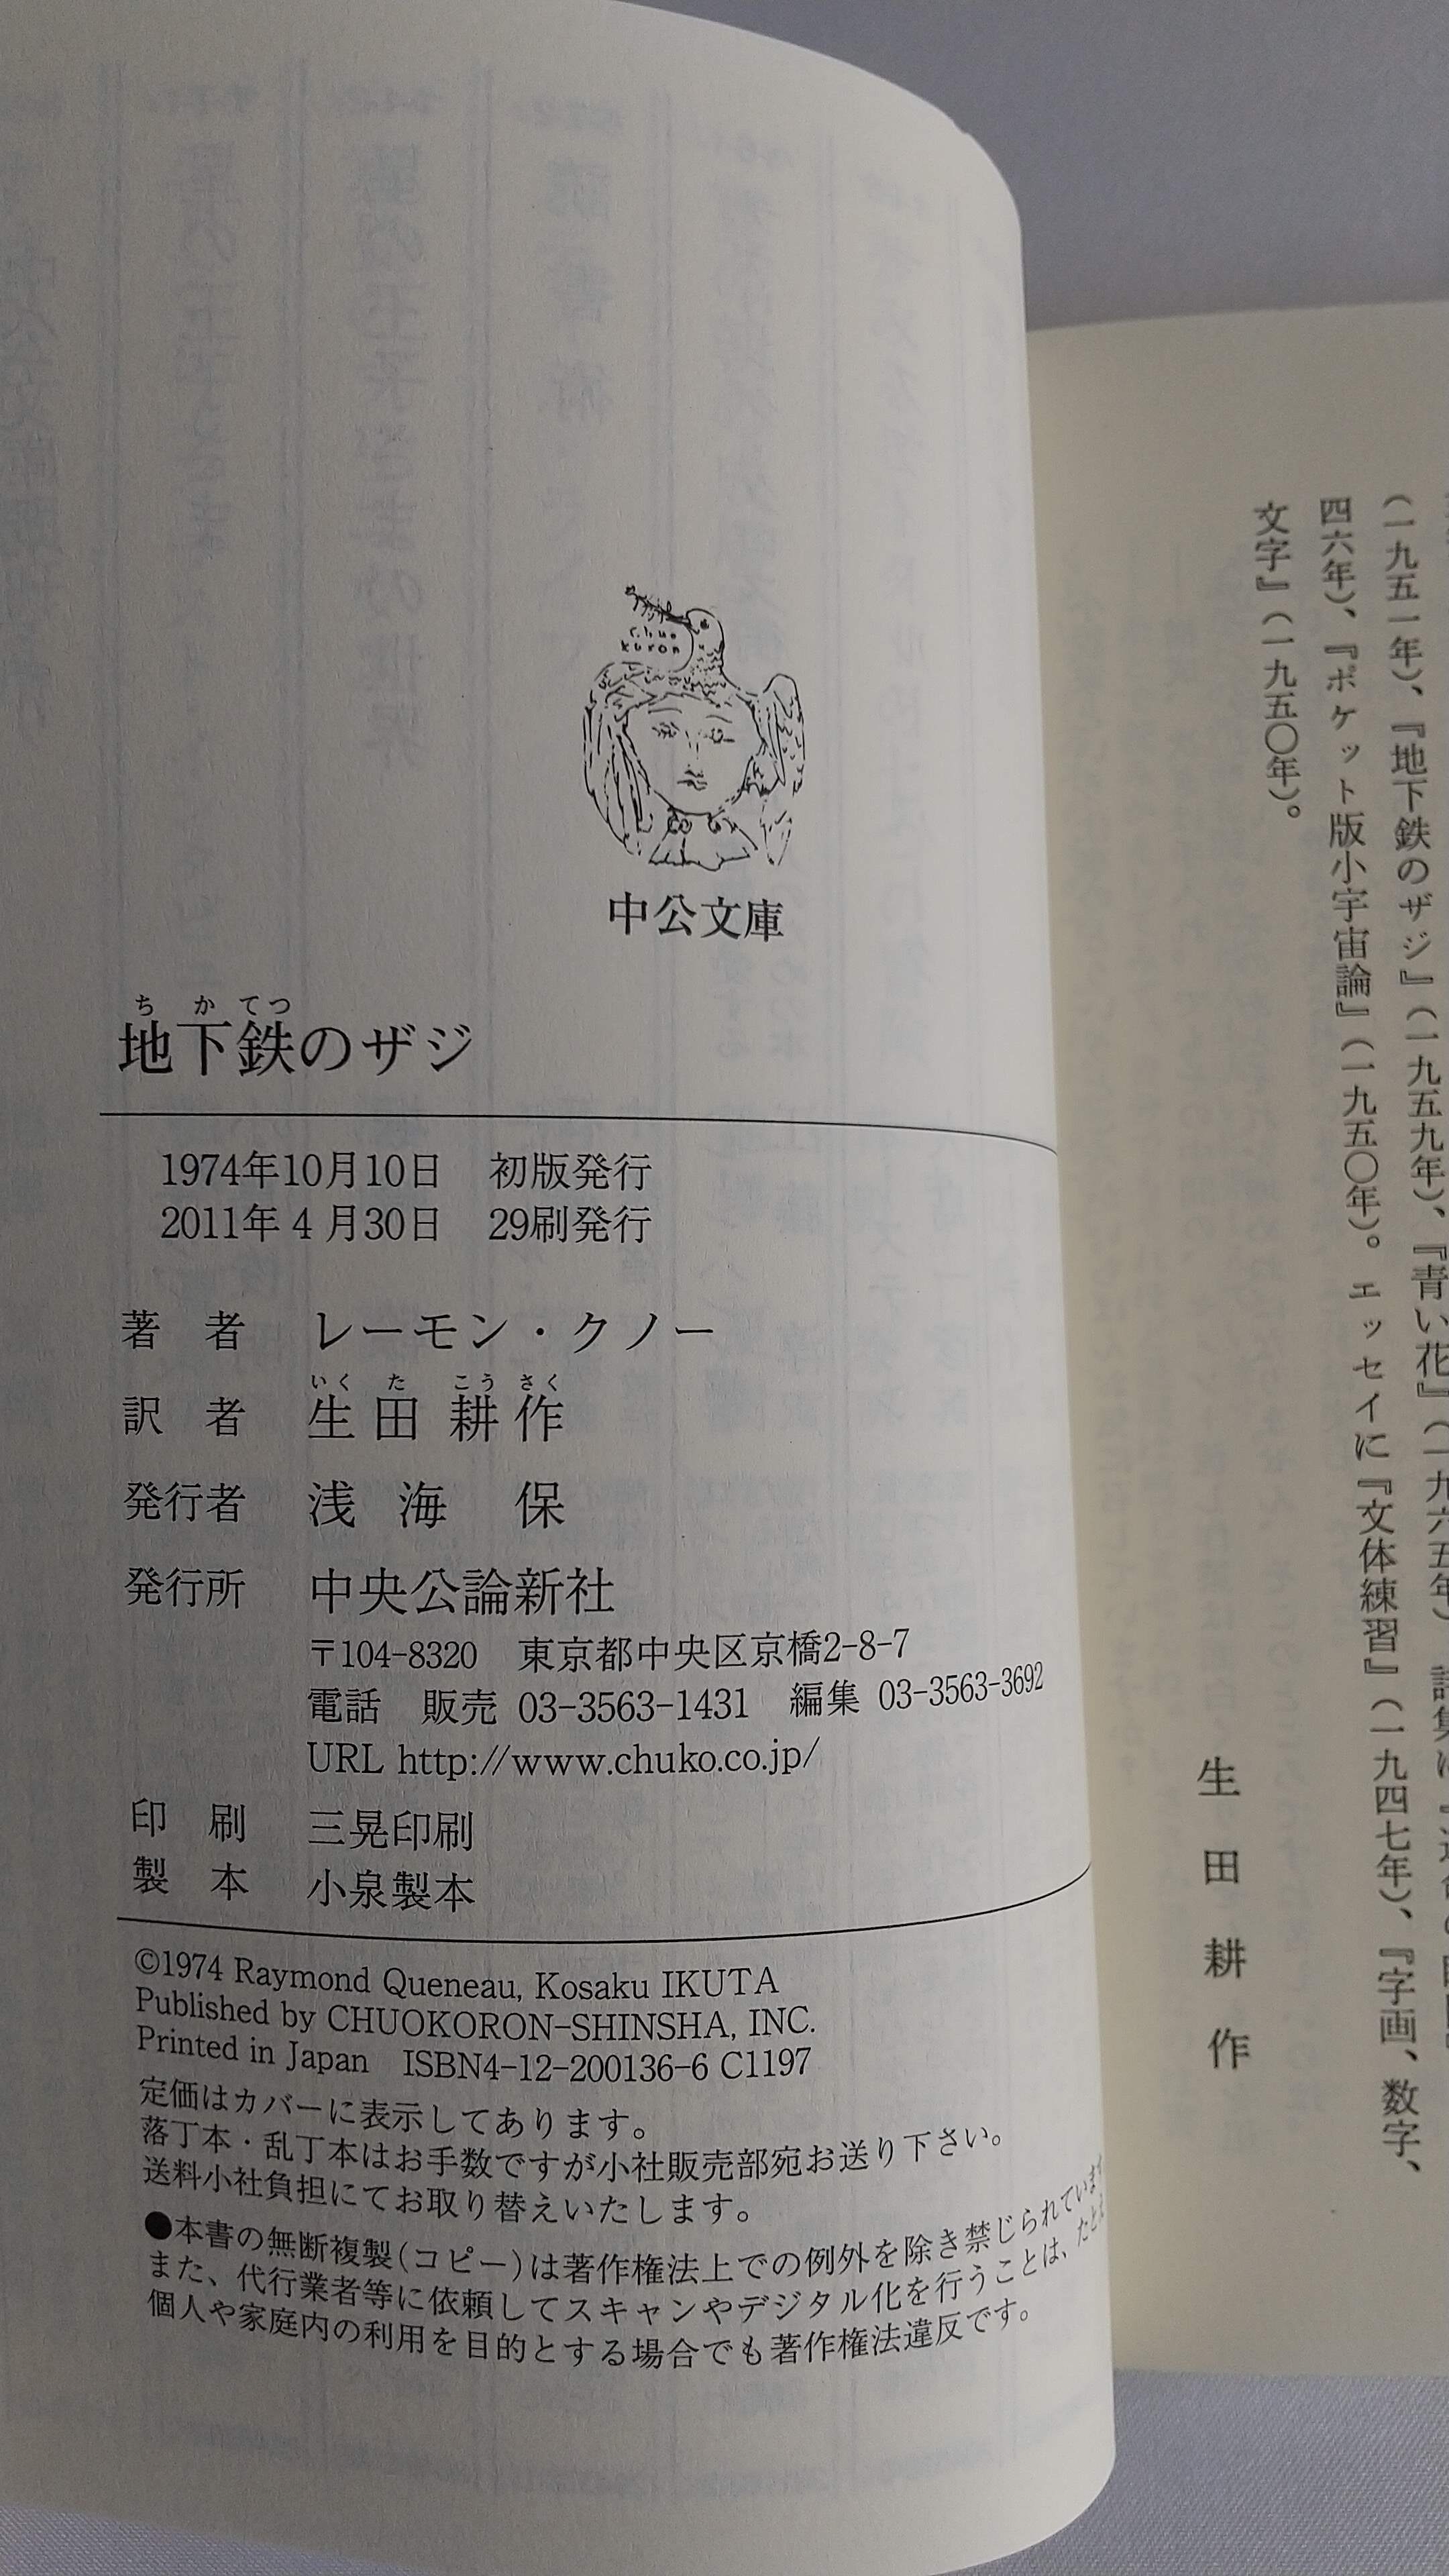 chuo
kuron
中公文庫
ち か てつ
地下鉄のザジ
1974年10月10日 初版発行
2011年4月30日 29刷発行
著 者 レーモン・クノー
いく た こう さく
訳 者 生田耕作
発行者 浅海 保
発行所 中央公論新社
〒104-8320 東京都中央区京橋2-8-7
電話 販売 03-3563-1431 編集 03-3563-3692
URL http://www.chuko.co.jp/
印 刷 三晃印刷
製 本 小泉製本
©1974 Raymond Queneau, Kosaku IKUTA
Published by CHUOKORON-SHINSHA, INC.
Printed in Japan ISBN4-12-200136-6 C1197
定価はカバーに表示してあります。
落丁本・乱丁本はお手数ですが小社販売部宛お送り下さい。
送料小社負担にてお取り替えいたします。
●本書の無断複製(コピー)は著作権法上での例外を除き禁じられています
また、代行業者等に依頼してスキャンやデジタル化を行うことは、たとえ
個人や家庭内の利用を目的とする場合でも著作権法違反です。
(一九五一年)、『地下鉄のザジ』(一九五九年)、『青い花』(一九六五年)
四六年)、『ポケット版小宇宙論』(一九五〇年)。エッセイに『文体練習』(一九四七年)、『字画、数字、
文字』(一九五〇年)。
生田耕作